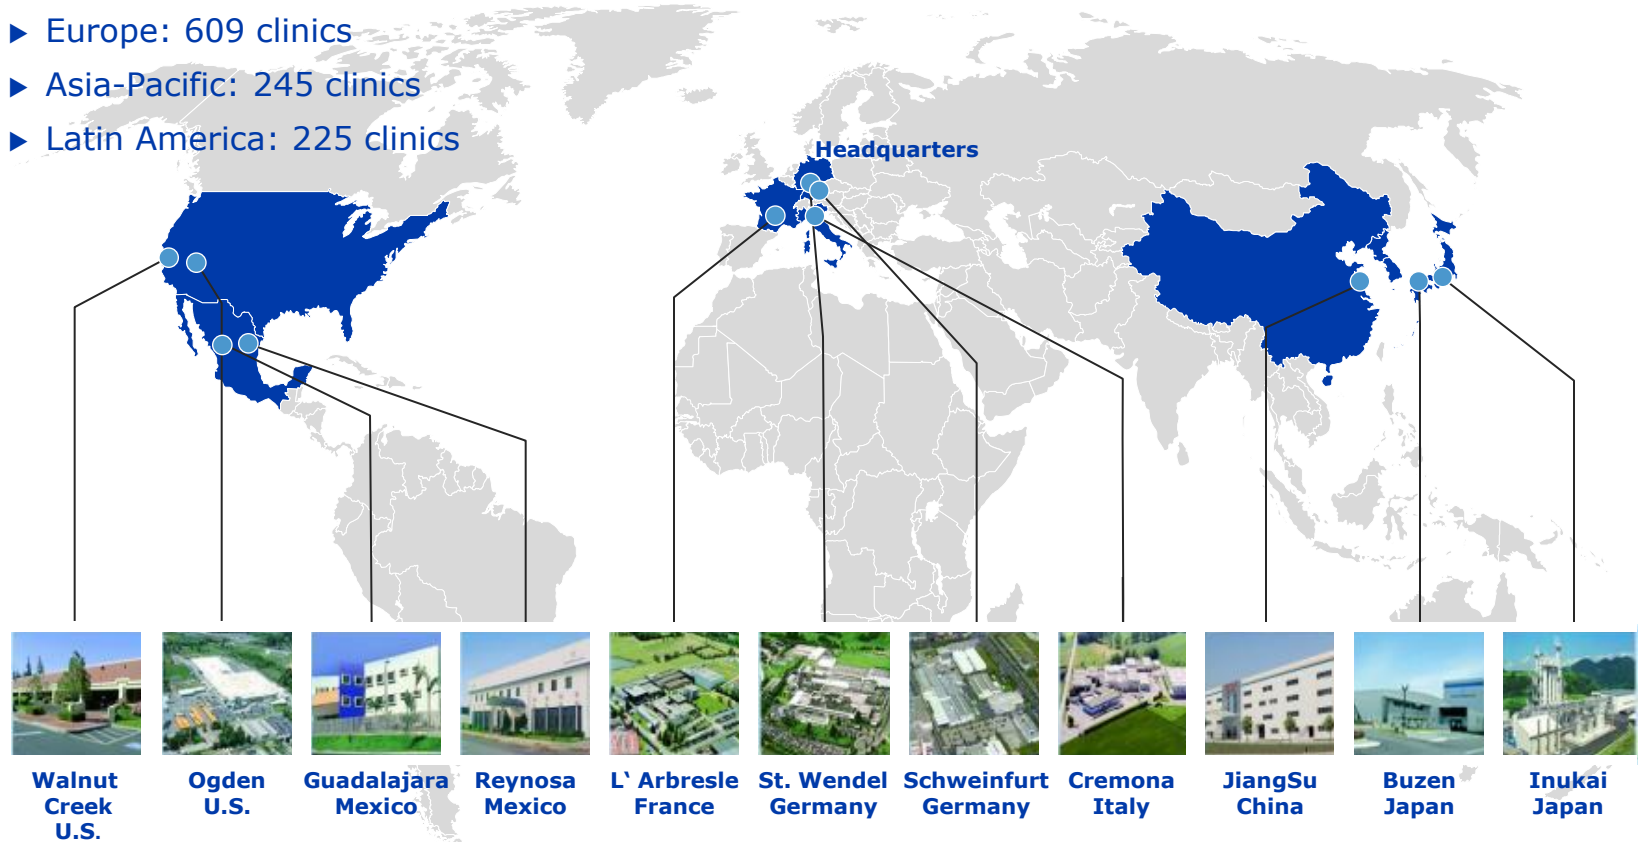 ► Europe: 609 clinics
► Asia-Pacific: 245 clinics
► Latin America: 225 clinics
Headquarters
Walnut
Creek
U.S.
Ogden
U.S.
Guadalajara
Mexico
Reynosa
Mexico
L‘ Arbresle
France
St. Wendel
Germany
Schweinfurt
Germany
Cremona
Italy
JiangSu
China
Buzen
Japan
Inukai
Japan